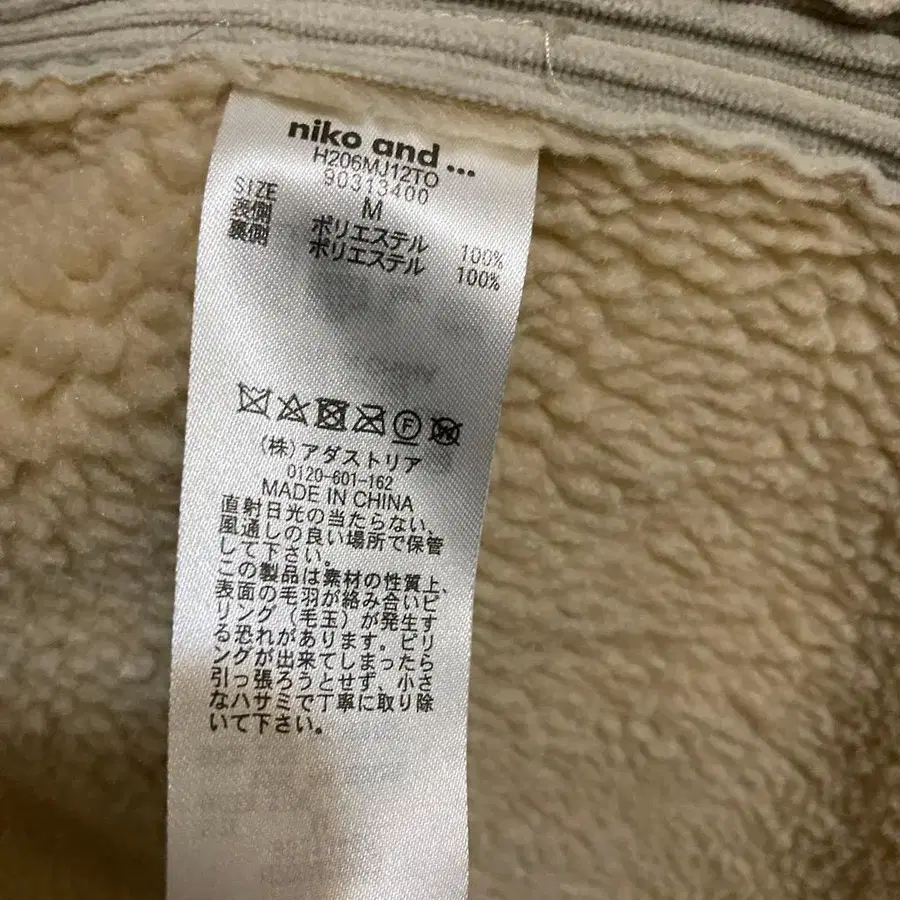 niko and ...
H206MJ12TO
90313400
SIZE M
表側 ポリエステル 100%
裏側 ポリエステル 100%
F
W
(株)アダストリア
0120-601-162
MADE IN CHINA
直射日光の当たらない、
風通しの良い場所で保管
して下さい。
この製品は素材の性質上、
表面の毛羽が絡み合いピ
リング(毛玉)が発生す
る恐れがあります。ピリ
ングが出来てしまったら
引っ張ろうとせず、小さ
なハサミで丁寧に取り除
いて下さい。